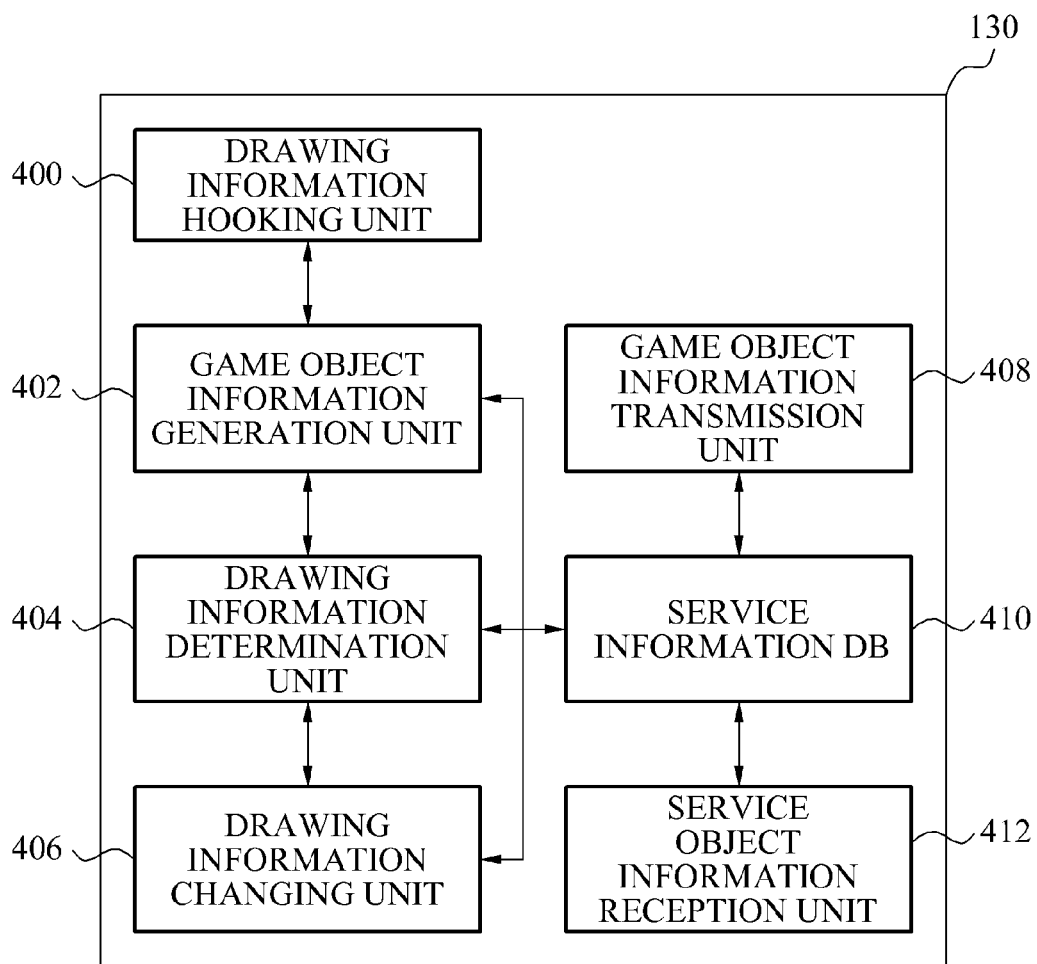 130
400
DRAWING
INFORMATION
HOOKING UNIT
402
GAME OBJECT
INFORMATION
GENERATION UNIT
GAME OBJECT
INFORMATION
TRANSMISSION
UNIT
408
404
DRAWING
INFORMATION
DETERMINATION
UNIT
SERVICE
INFORMATION DB
410
406
DRAWING
INFORMATION
CHANGING UNIT
SERVICE
OBJECT
INFORMATION
RECEPTION UNIT
412